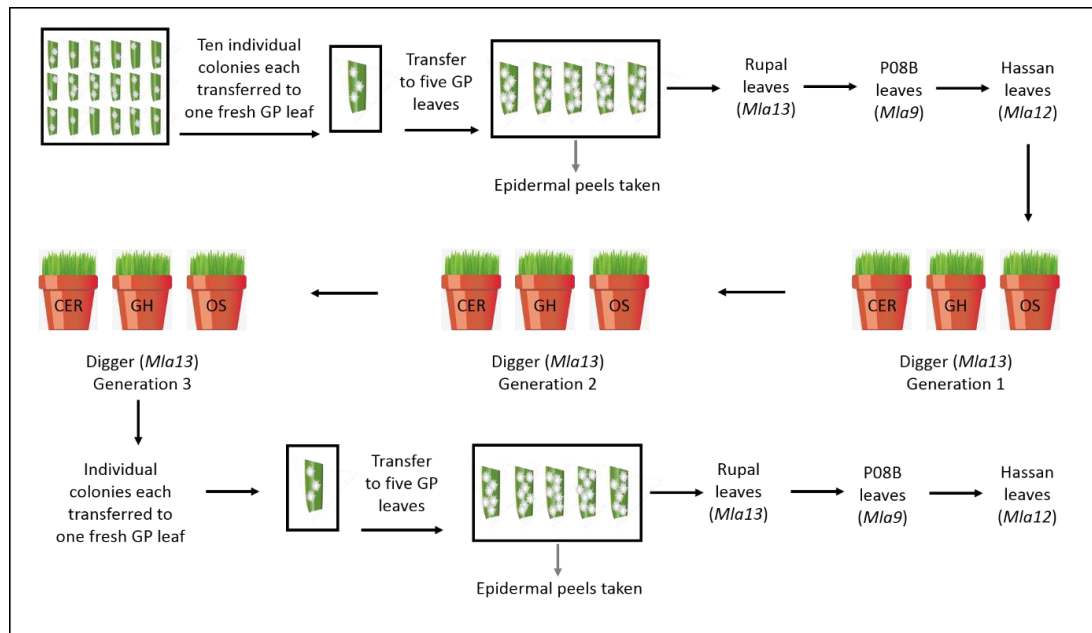 Ten individual
colonies each
transferred to
one fresh GP leaf
Transfer
to five GP
leaves
Epidermal peels taken
Rupal
leaves
(Mla13)
P08B
leaves
(Mla9)
Hassan
leaves
(Mla12)
CER GH OS
Digger (Mla13)
Generation 3
CER GH OS
Digger (Mla13)
Generation 2
CER GH OS
Digger (Mla13)
Generation 1
Individual
colonies each
transferred to
one fresh GP leaf
Transfer
to five GP
leaves
Epidermal peels taken
Rupal
leaves
(Mla13)
P08B
leaves
(Mla9)
Hassan
leaves
(Mla12)